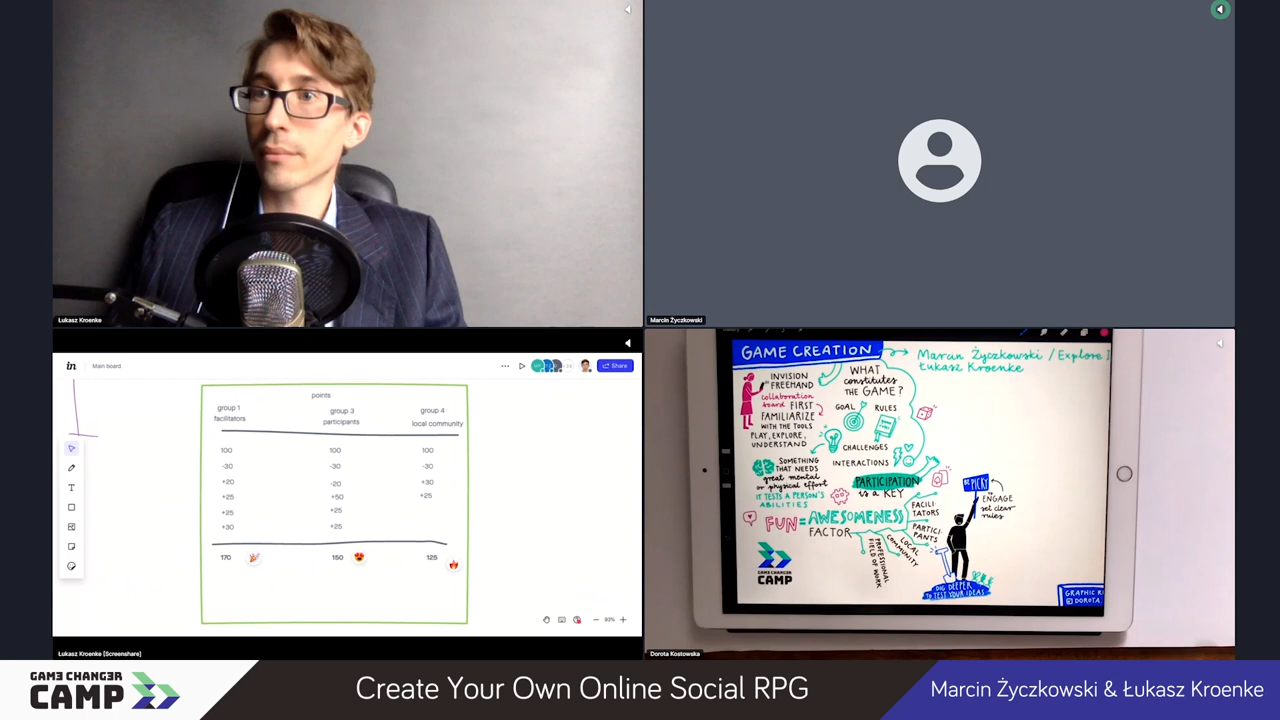 Łukasz Kroenke
Marcin Życzkowski
in
Main board
Share
points
group 1
facilitators
group 3
participants
group 4
local community
100
100
100
-30
-30
-30
+20
-20
+30
+25
+50
+25
+25
+25
+30
+25
170
150
125
93%
Łukasz Kroenke [Screenshare]
GAME CREATION
Marcin Życzkowski / Explore
Łukasz Kroenke
INVISION
FREEHAND
collaboration
board FIRST
FAMILIARIZE
WITH THE TOOLS
PLAY, EXPLORE,
UNDERSTAND
WHAT
constitutes
THE GAME?
GOAL
RULES
CHALLENGES
INTERACTIONS
SOMETHING
THAT NEEDS
great mental
or physical effort
IT TESTS A PERSON'S
ABILITIES
PARTICIPATION
is a KEY
FUN = AWESOMENESS
FACTOR
FACILI-
TATORS
PARTICI-
PANTS
LOCAL
COMMUNITY
PROFESSIONAL
FIELD OF WORK
BE PICKY
ENGAGE
set clear
rules
DIG DEEPER
TO TEST YOUR IDEAS
GAME CHANGER
CAMP
GRAPHIC
DOROTA
Dorota Kostowska
GAME CHANGER
CAMP
Create Your Own Online Social RPG
Marcin Życzkowski & Łukasz Kroenke